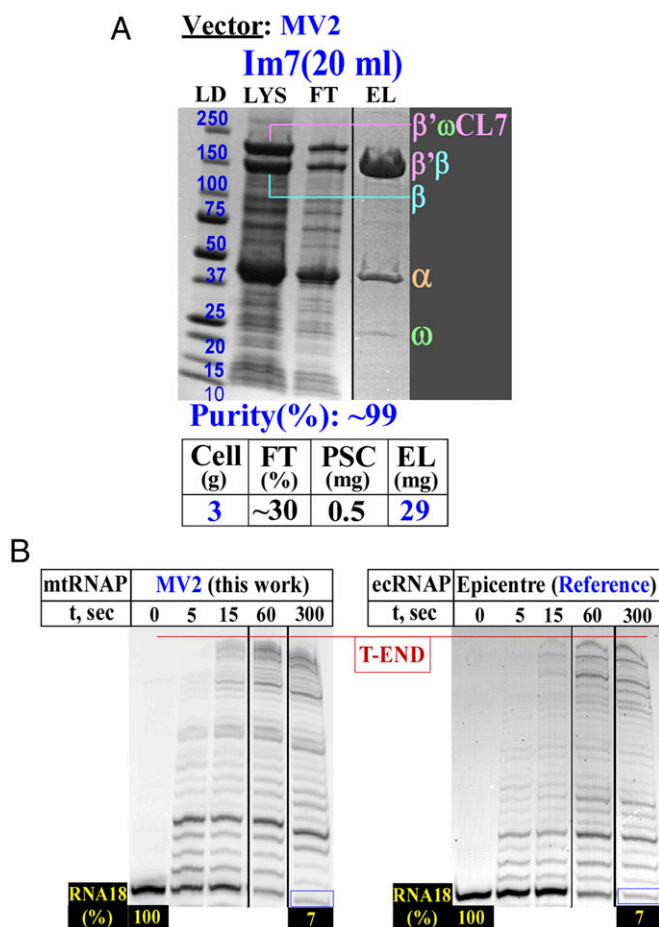 A
Vector: MV2
Im7(20 ml)
LD LYS FT EL
250
150
100
75
50
37
25
20
15
10
β'ωCL7
β'β
β
α
ω
Purity(%): ~99
Cell (g) FT (%) PSC (mg) EL (mg)
3 ~30 0.5 29
B
mtRNAP MV2 (this work)
t, sec 0 5 15 60 300
ecRNAP Epicentre (Reference)
t, sec 0 5 15 60 300
T-END
RNA18 (%) 100 7
RNA18 (%) 100 7